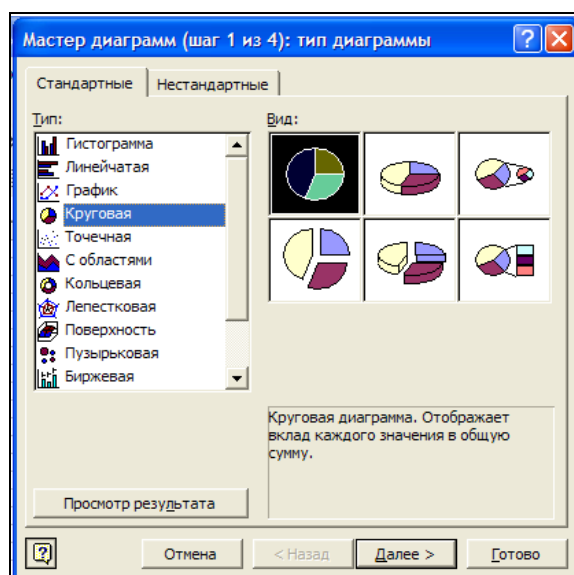 Мастер диаграмм (шаг 1 из 4): тип диаграммы
Стандартные
Нестандартные
Тип:
Гистограмма
Линейчатая
График
Круговая
Точечная
С областями
Кольцевая
Лепестковая
Поверхность
Пузырьковая
Биржевая
Вид:
Круговая диаграмма. Отображает
вклад каждого значения в общую
сумму.
Просмотр результата
Отмена
< Назад
Далее >
Готово